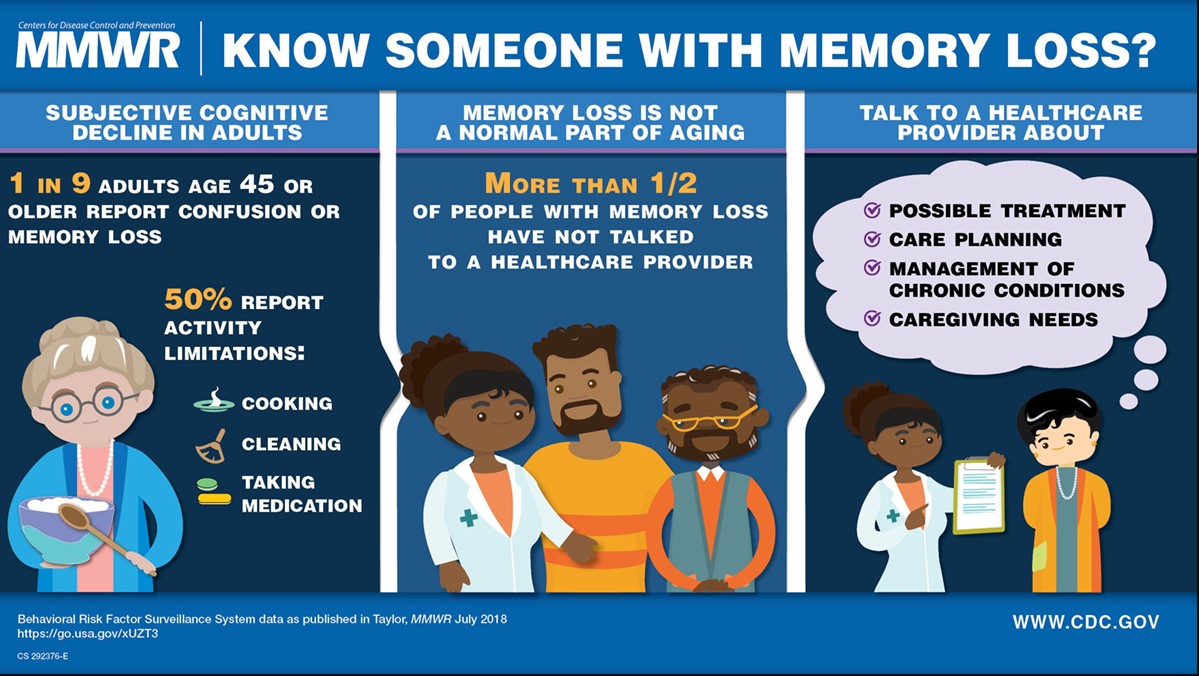 Centers for Disease Control and Prevention
MMWR
KNOW SOMEONE WITH MEMORY LOSS?
SUBJECTIVE COGNITIVE
DECLINE IN ADULTS
1 IN 9 ADULTS AGE 45 OR
OLDER REPORT CONFUSION OR
MEMORY LOSS
50% REPORT
ACTIVITY
LIMITATIONS:
COOKING
CLEANING
TAKING
MEDICATION
MEMORY LOSS IS NOT
A NORMAL PART OF AGING
MORE THAN 1/2
OF PEOPLE WITH MEMORY LOSS
HAVE NOT TALKED
TO A HEALTHCARE PROVIDER
TALK TO A HEALTHCARE
PROVIDER ABOUT
POSSIBLE TREATMENT
CARE PLANNING
MANAGEMENT OF
CHRONIC CONDITIONS
CAREGIVING NEEDS
Behavioral Risk Factor Surveillance System data as published in Taylor, MMWR July 2018
https://go.usa.gov/xUZT3
CS 292376-E
WWW.CDC.GOV